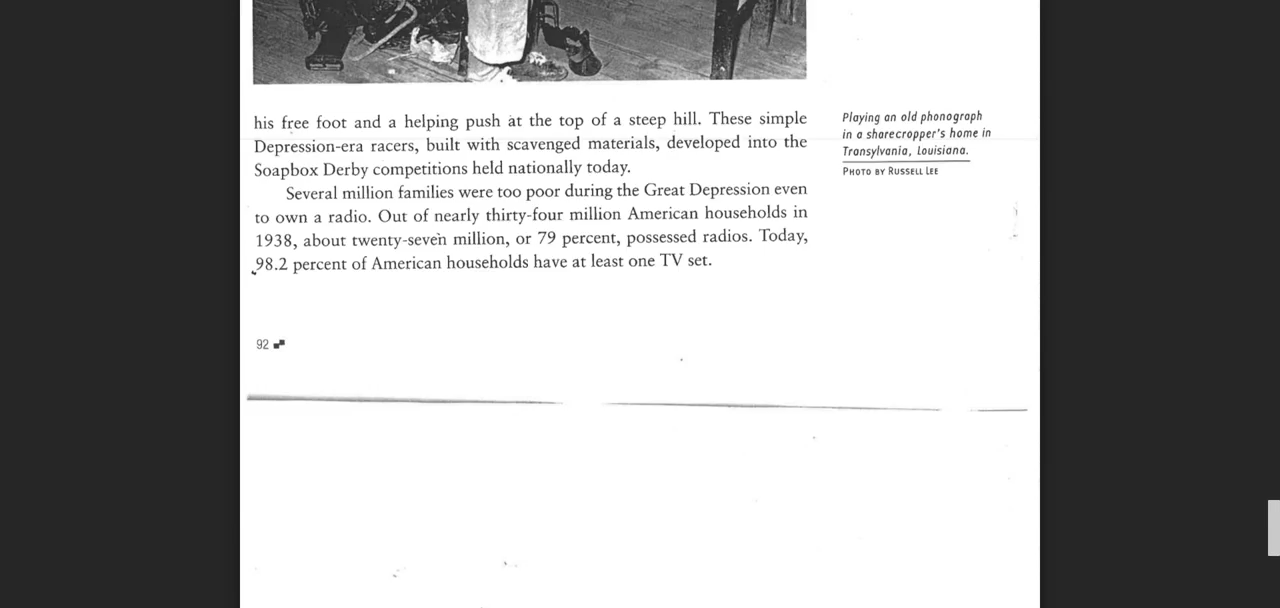 his free foot and a helping push at the top of a steep hill. These simple
Depression-era racers, built with scavenged materials, developed into the
Soapbox Derby competitions held nationally today.
Several million families were too poor during the Great Depression even
to own a radio. Out of nearly thirty-four million American households in
1938, about twenty-seven million, or 79 percent, possessed radios. Today,
98.2 percent of American households have at least one TV set.
Playing an old phonograph
in a sharecropper's home in
Transylvania, Louisiana.
PHOTO BY RUSSELL LEE
92